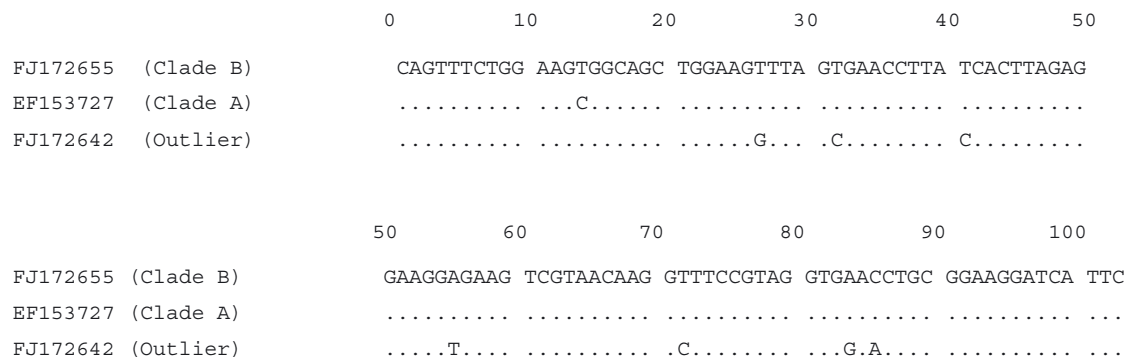 0 10 20 30 40 50
FJ172655 (Clade B) CAGTTTCTGG AAGTGGCAGC TGGAAGTTTA GTGAACCTTA TCACTTAGAG
EF153727 (Clade A) .......... ...C...... .......... .......... ..........
FJ172642 (Outlier) .......... .......... ......G... .C........ C.........
50 60 70 80 90 100
FJ172655 (Clade B) GAAGGAGAAG TCGTAACAAG GTTTCCGTAG GTGAACCTGC GGAAGGATCA TTC
EF153727 (Clade A) .......... .......... .......... .......... .......... ...
FJ172642 (Outlier) .....T.... .......... .C........ ...G.A.... .......... ...